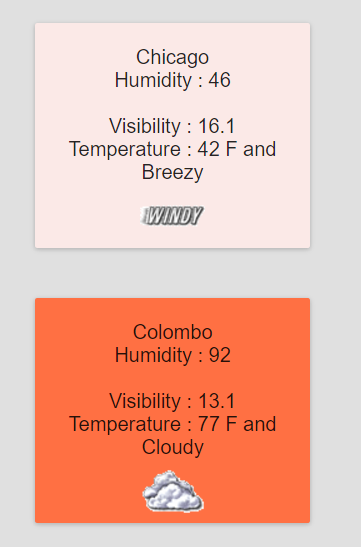 Chicago
Humidity : 46
Visibility : 16.1
Temperature : 42 F and
Breezy
WINDY
Colombo
Humidity : 92
Visibility : 13.1
Temperature : 77 F and
Cloudy